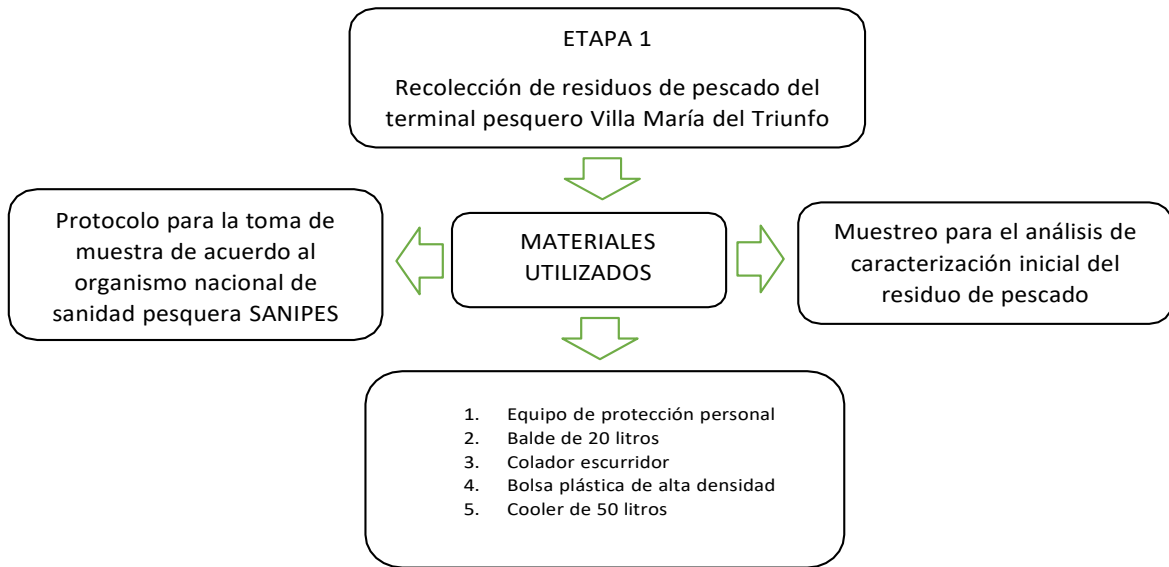 ETAPA 1
Recolección de residuos de pescado del
terminal pesquero Villa María del Triunfo
Protocolo para la toma de
muestra de acuerdo al
organismo nacional de
sanidad pesquera SANIPES
MATERIALES
UTILIZADOS
Muestreo para el análisis de
caracterización inicial del
residuo de pescado
1. Equipo de protección personal
2. Balde de 20 litros
3. Colador escurridor
4. Bolsa plástica de alta densidad
5. Cooler de 50 litros